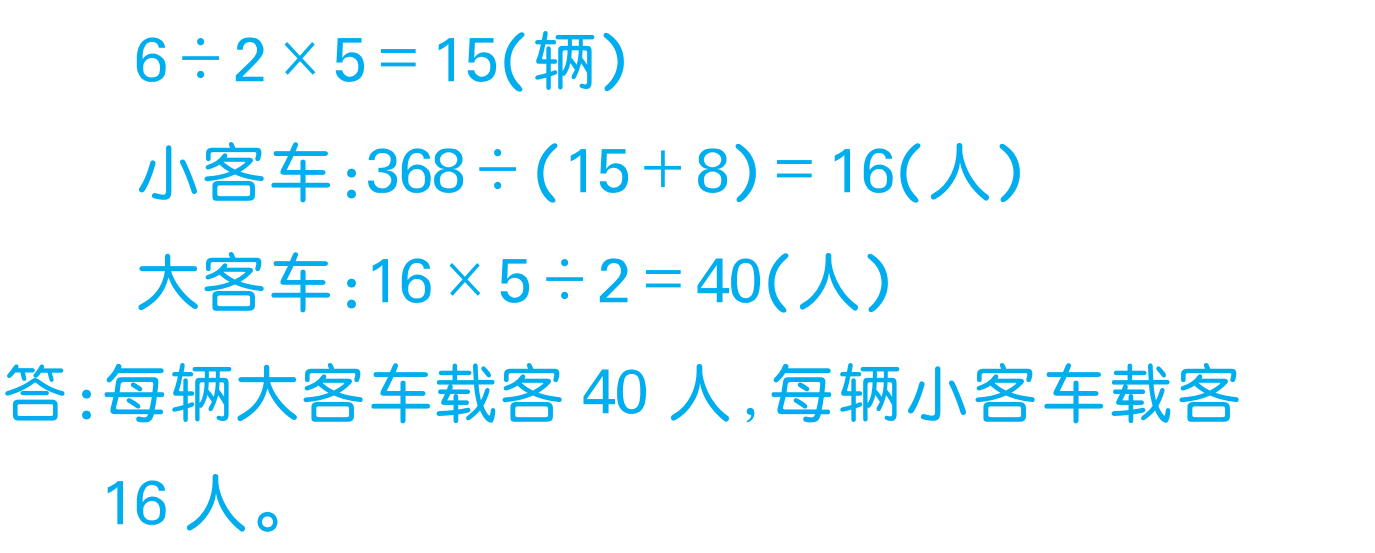 6÷2×5=15(辆)
小客车:368÷(15+8)=16(人)
大客车:16×5÷2=40(人)
答:每辆大客车载客 40 人,每辆小客车载客
16 人。